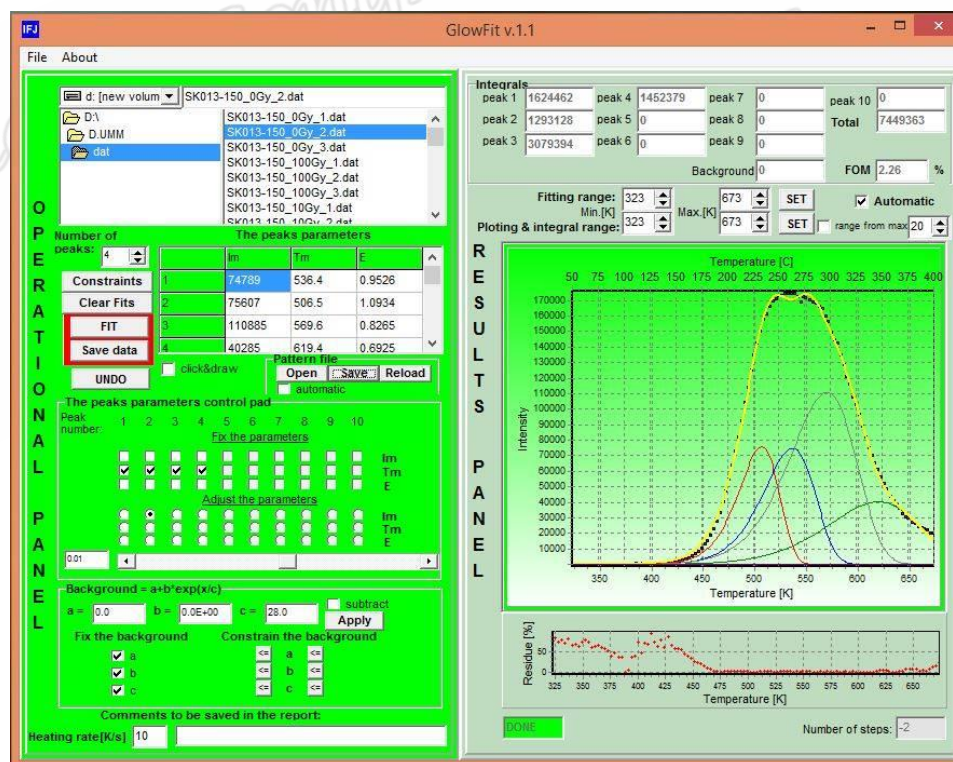 IFJ GlowFit v.1.1
File About
d: [new volum SK013-150_0Gy_2.dat
D:\
D.UMM
dat
SK013-150_0Gy_1.dat
SK013-150_0Gy_2.dat
SK013-150_0Gy_3.dat
SK013-150_100Gy_1.dat
SK013-150_100Gy_2.dat
SK013-150_100Gy_3.dat
SK013-150_10Gy_1.dat
SK013-150_10Gy_2.dat
OPERATIONAL PANEL
Number of peaks: 4
The peaks parameters
Im Tm E
1 74789 536.4 0.9526
2 75607 506.5 1.0934
3 110885 569.6 0.8265
4 40285 619.4 0.6925
Constraints
Clear Fits
FIT
Save data
UNDO
click&draw
Pattern file
Open Save Reload
automatic
The peaks parameters control pad
Peak number: 1 2 3 4 5 6 7 8 9 10
Fix the parameters
Im
Tm
E
Adjust the parameters
Im
Tm
E
0.01
Background = a+b*exp(x/c)
a = 0.0 b = 0.0E+00 c = 28.0
subtract
Apply
Fix the background Constrain the background
a <= a <=
b <= b <=
c <= c <=
Comments to be saved in the report:
Heating rate[K/s] 10
Integrals
peak 1 1624462 peak 4 1452379 peak 7 0 peak 10 0
peak 2 1293128 peak 5 0 peak 8 0 Total 7449363
peak 3 3079394 peak 6 0 peak 9 0
Background 0 FOM 2.26 %
Fitting range: 323 673 SET Automatic
Min.[K] Max.[K]
Ploting & integral range: 323 673 SET range from max 20
RESULTS PANEL
Temperature [C]
50 75 100 125 150 175 200 225 250 275 300 325 350 375 400
170000
160000
150000
140000
130000
120000
110000
100000
90000
80000
70000
60000
50000
40000
30000
20000
10000
Intensity
350 400 450 500 550 600 650
Temperature [K]
Residue [%]
50
0
325 350 375 400 425 450 475 500 525 550 575 600 625 650
Temperature [K]
DONE
Number of steps: -2